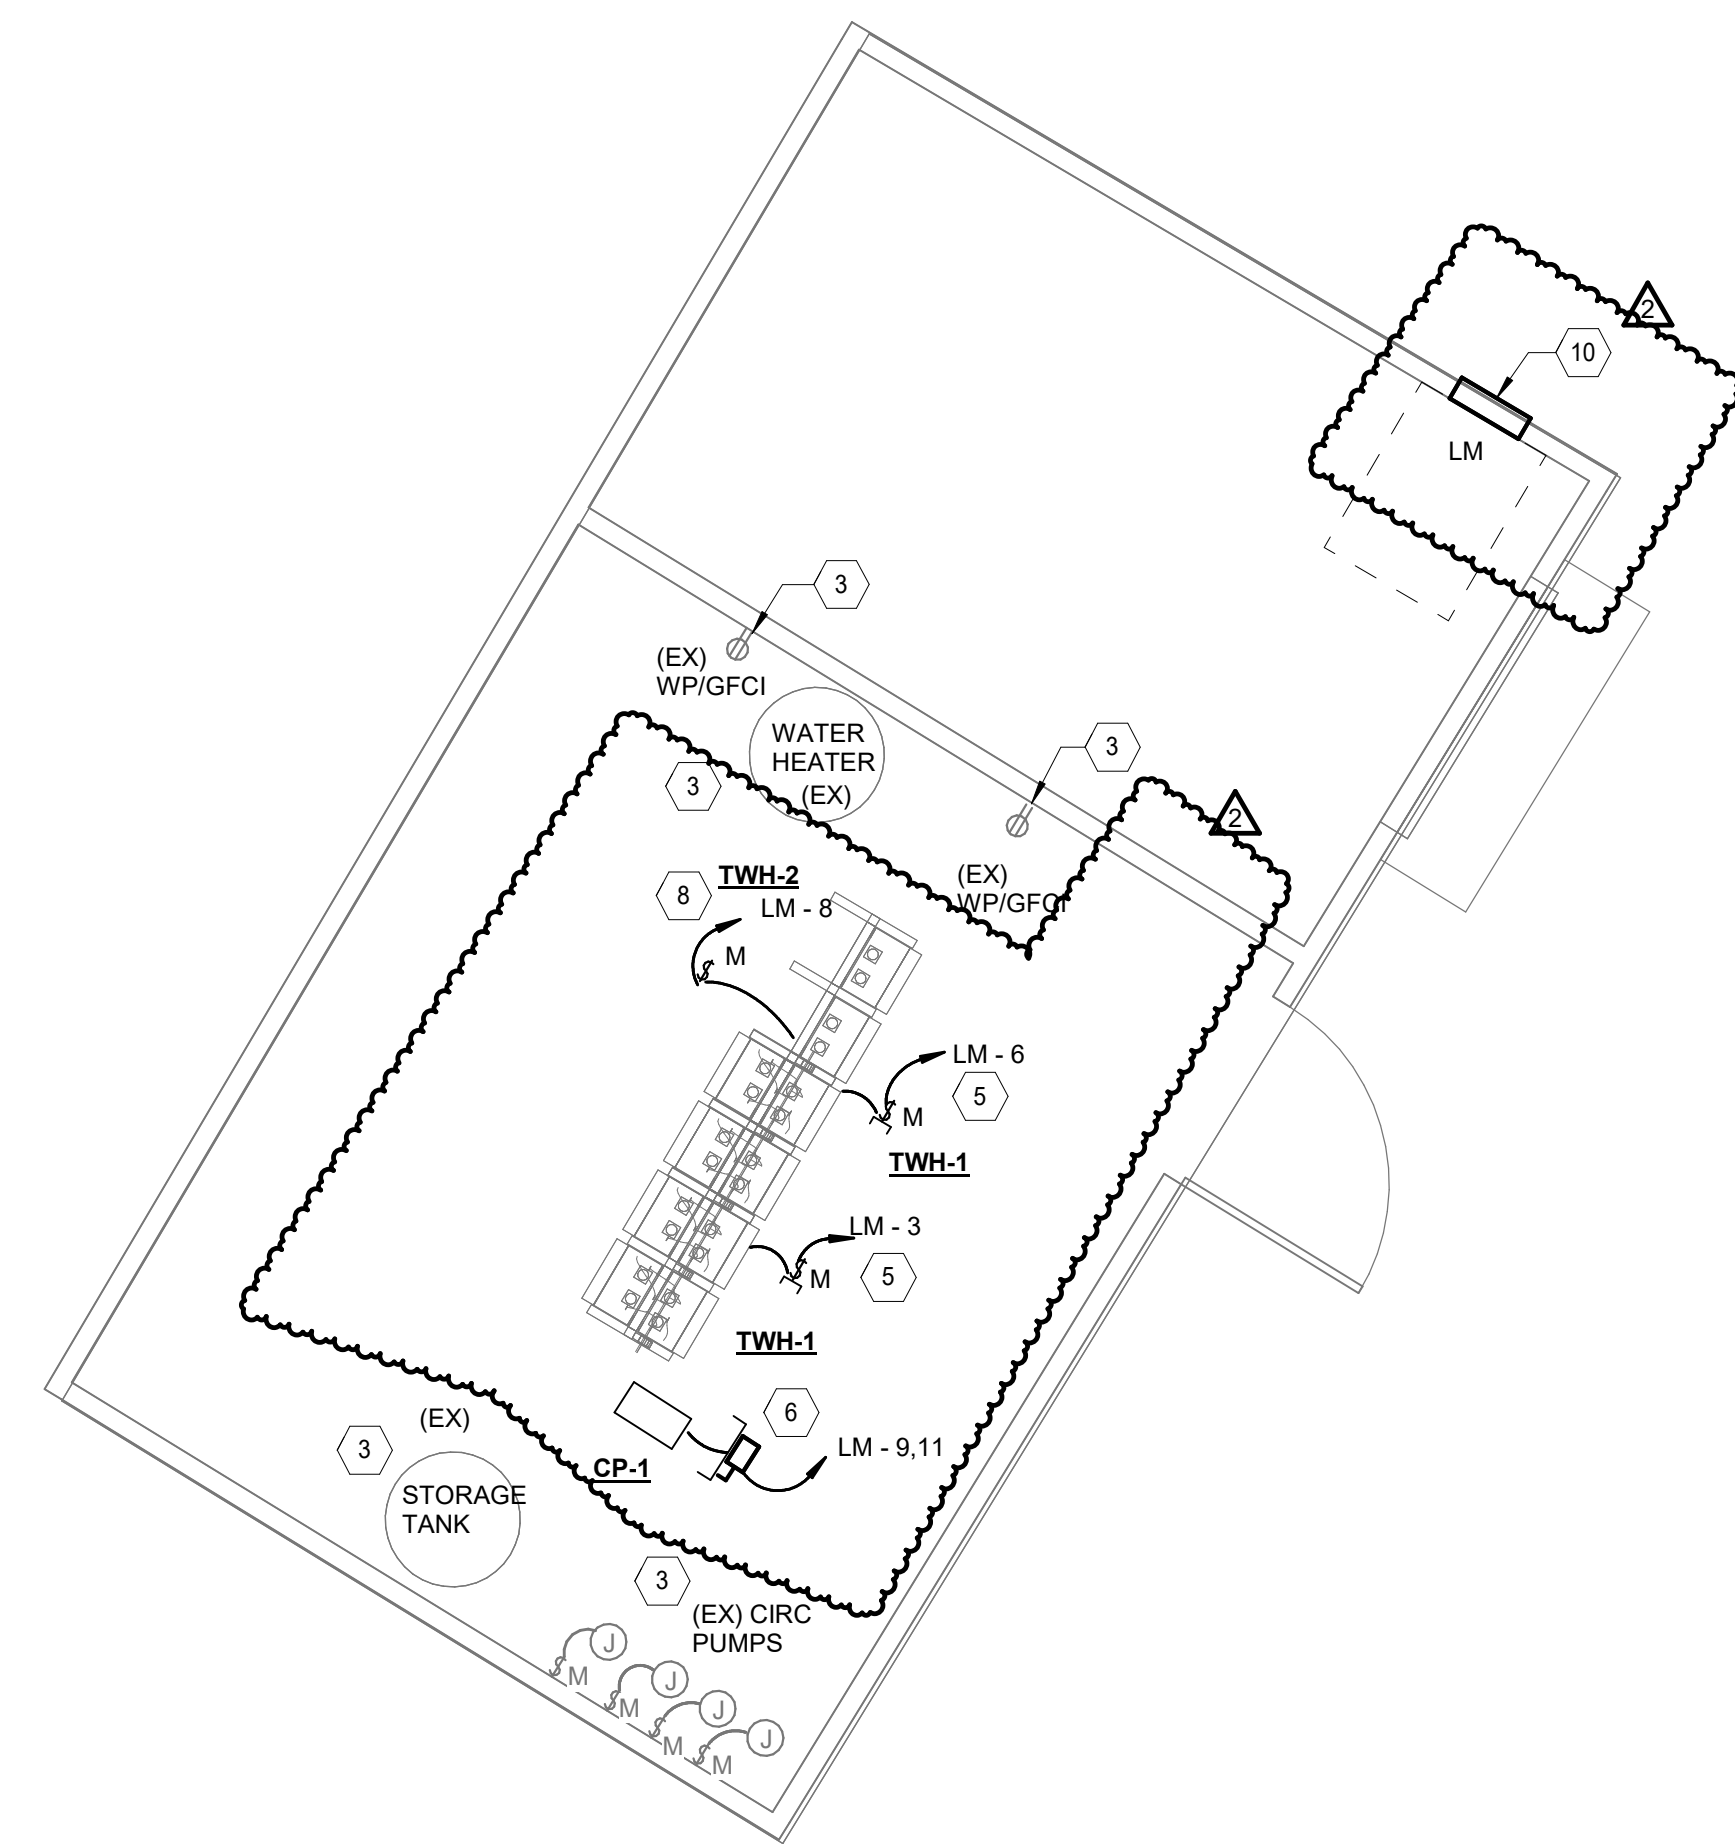 2
10
LM
3
(EX)
WP/GFCI
WATER
HEATER
(EX)
3
3
2
(EX)
WP/GFCI
TWH-2
8
LM - 8
M
LM - 6
5
M
TWH-1
LM - 3
5
M
TWH-1
6
LM - 9,11
CP-1
(EX)
3
STORAGE
TANK
3
(EX) CIRC
PUMPS
J
$ M
J
$ M
J
$ M
J
$ M